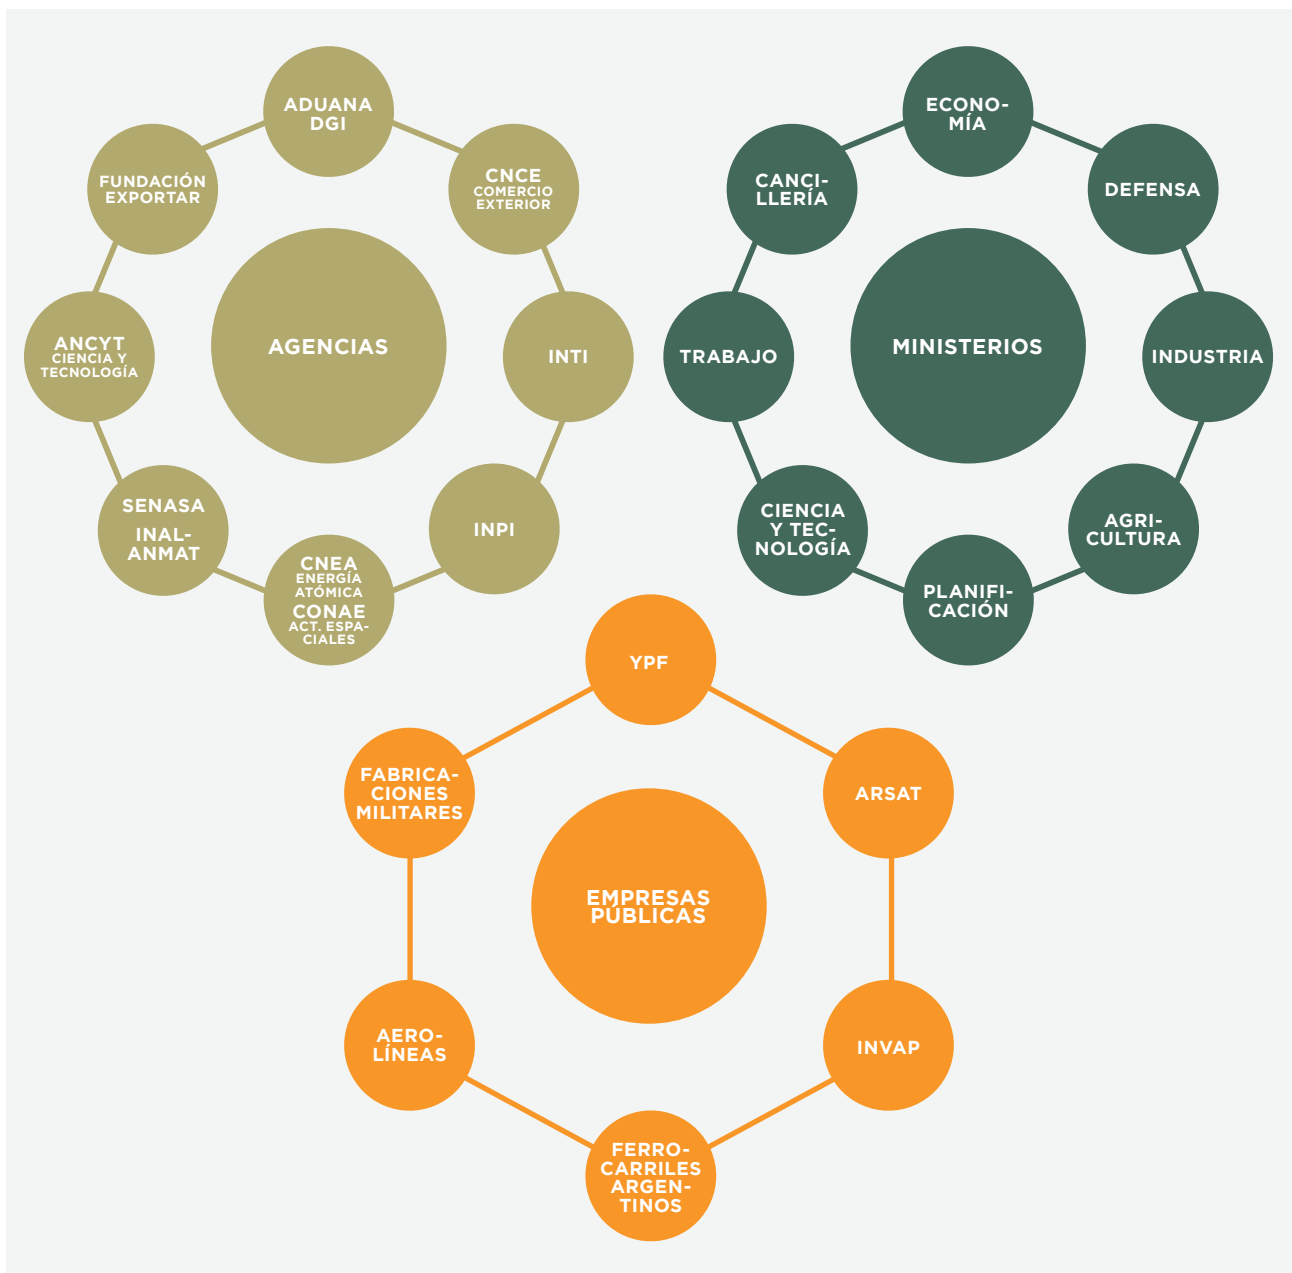 ADUANA
DGI
CNCE
COMERCIO
EXTERIOR
INTI
INPI
CNEA
ENERGÍA
ATÓMICA
CONAE
ACT. ESPA-
CIALES
SENASA
INAL-
ANMAT
ANCYT
CIENCIA Y
TECNOLOGÍA
FUNDACIÓN
EXPORTAR
AGENCIAS
ECONO-
MÍA
DEFENSA
INDUSTRIA
AGRI-
CULTURA
PLANIFI-
CACIÓN
CIENCIA
Y TEC-
NOLOGÍA
TRABAJO
CANCI-
LLERÍA
MINISTERIOS
YPF
ARSAT
INVAP
FERRO-
CARRILES
ARGEN-
TINOS
AERO-
LÍNEAS
FABRICA-
CIONES
MILITARES
EMPRESAS
PÚBLICAS